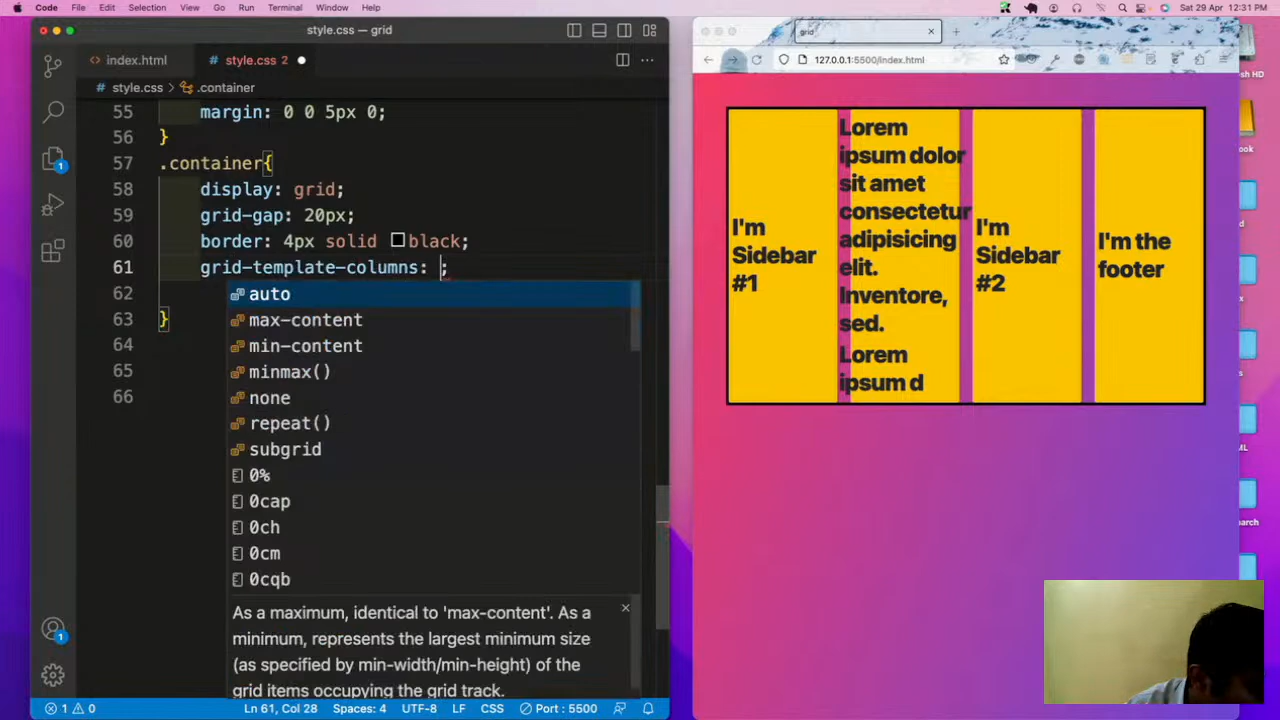 Code File Edit Selection View Go Run Terminal Window Help
Sat 29 Apr 12:31 PM
style.css — grid
index.html
style.css 2
style.css > .container
55 margin: 0 0 5px 0;
56 }
57 .container{
58 display: grid;
59 grid-gap: 20px;
60 border: 4px solid black;
61 grid-template-columns: ;
62
63 }
64
65
66
auto
max-content
min-content
minmax()
none
repeat()
subgrid
0%
0cap
0ch
0cm
0cqb
As a maximum, identical to 'max-content'. As a
minimum, represents the largest minimum size
(as specified by min-width/min-height) of the
grid items occupying the grid track.
1
1
1 0
Ln 61, Col 28 Spaces: 4 UTF-8 LF CSS Port : 5500
grid
127.0.0.1:5500/index.html
I'm
Sidebar
#1
Lorem
ipsum dolor
sit amet
consectetur
adipisicing
elit.
Inventore,
sed.
Lorem
ipsum d
I'm
Sidebar
#2
I'm the
footer